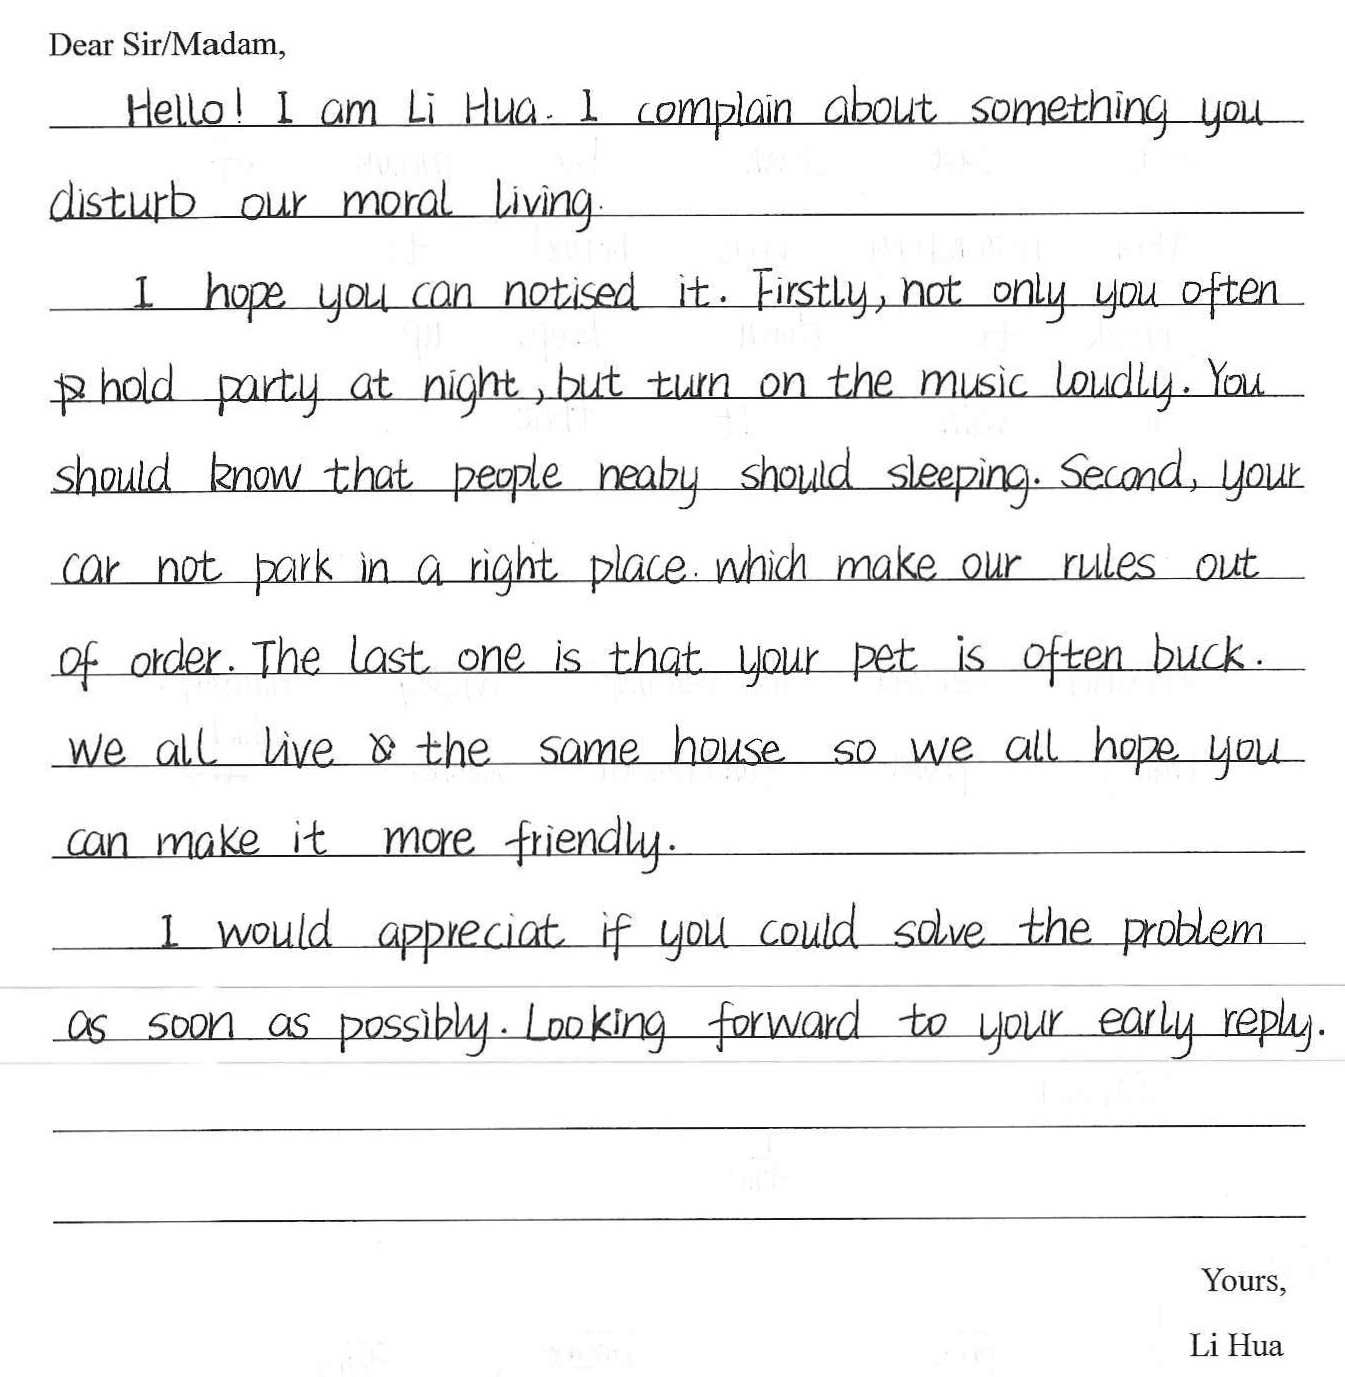 Dear Sir/Madam,
Hello! I am Li Hua. I complain about something you
disturb our moral living.
I hope you can notised it. Firstly, not only you often
hold party at night, but turn on the music loudly. You
should know that people neaby should sleeping. Second, your
car not park in a right place. which make our rules out
of order. The last one is that your pet is often buck.
We all live the same house so we all hope you
can make it more friendly.
I would appreciat if you could solve the problem
as soon as possibly. Looking forward to your early reply.
Yours,
Li Hua